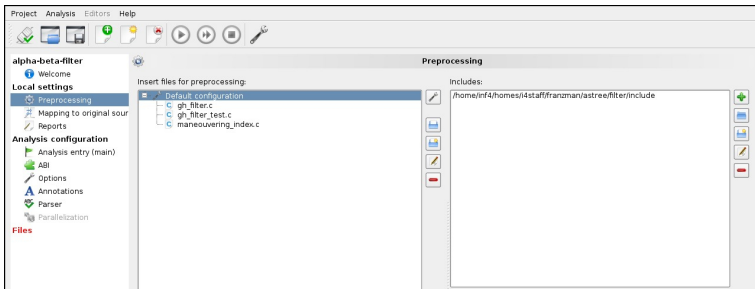 Project Analysis Editors Help
alpha-beta-filter
Welcome
Local settings
Preprocessing
Mapping to original sour
Reports
Analysis configuration
Analysis entry (main)
ABI
Options
Annotations
Parser
Parallelization
Files
Preprocessing
Insert files for preprocessing:
Default configuration
gh_filter.c
gh_filter_test.c
maneouvering_index.c
Includes:
/home/inf4/homes/i4staff/franzman/astree/filter/include